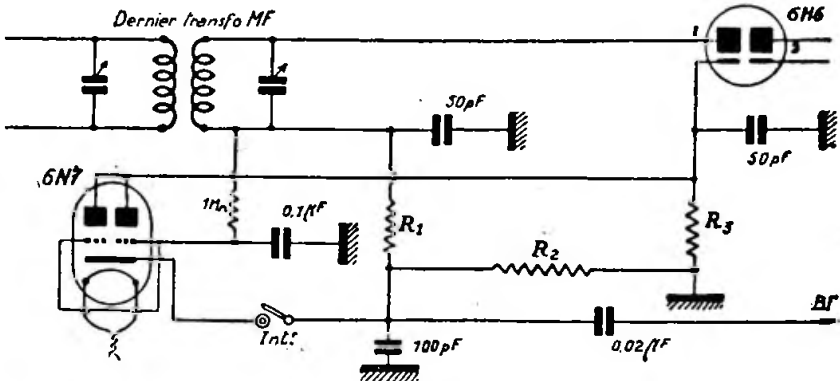 Dernier transfo MF
6H6
1
3
50pF
50pF
6N7
1MΩ
0,1µF
R1
R2
R3
Int?
100pF
0,02µF
BF